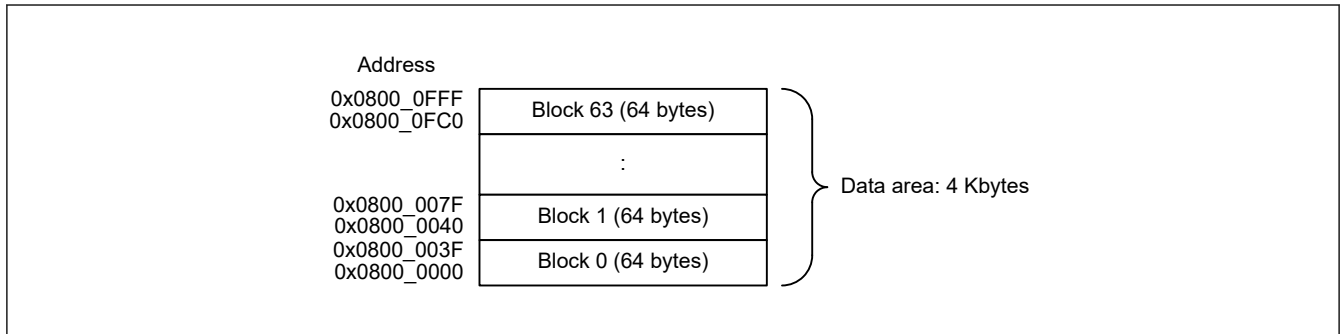 Address
0x0800_0FFF
0x0800_0FC0
Block 63 (64 bytes)
:
Data area: 4 Kbytes
0x0800_007F
0x0800_0040
Block 1 (64 bytes)
0x0800_003F
0x0800_0000
Block 0 (64 bytes)